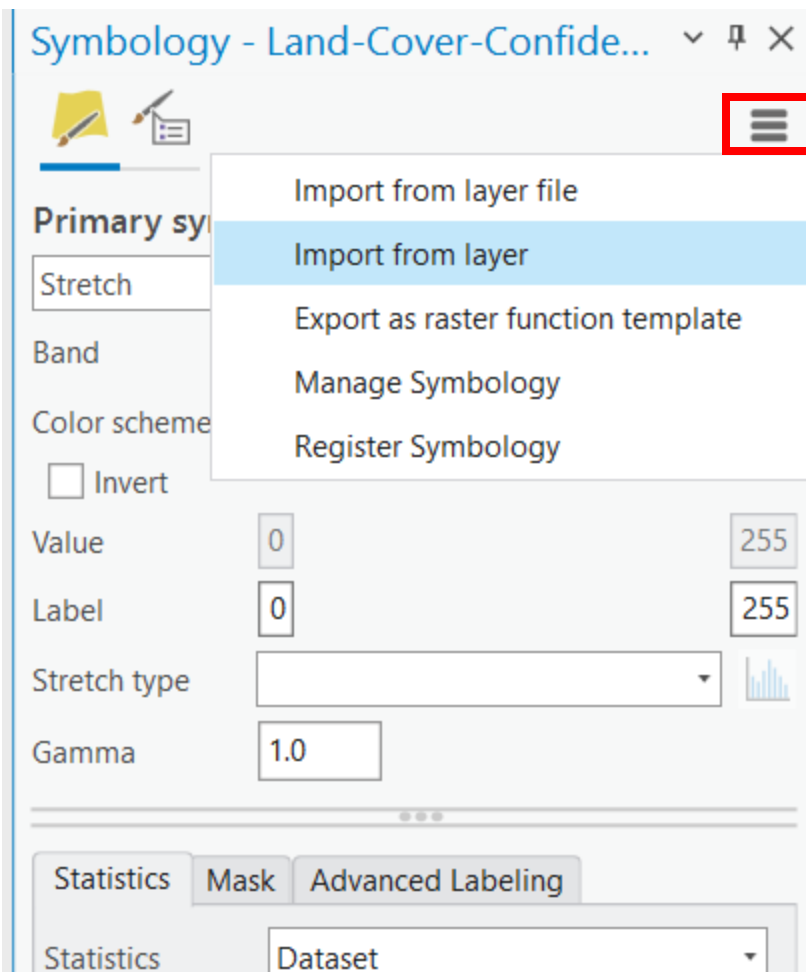 Symbology - Land-Cover-Confide...
Import from layer file
Primary sy
Import from layer
Stretch
Export as raster function template
Band
Manage Symbology
Color scheme
Register Symbology
Invert
Value 0 255
Label 0 255
Stretch type
Gamma 1.0
Statistics Mask Advanced Labeling
Statistics Dataset